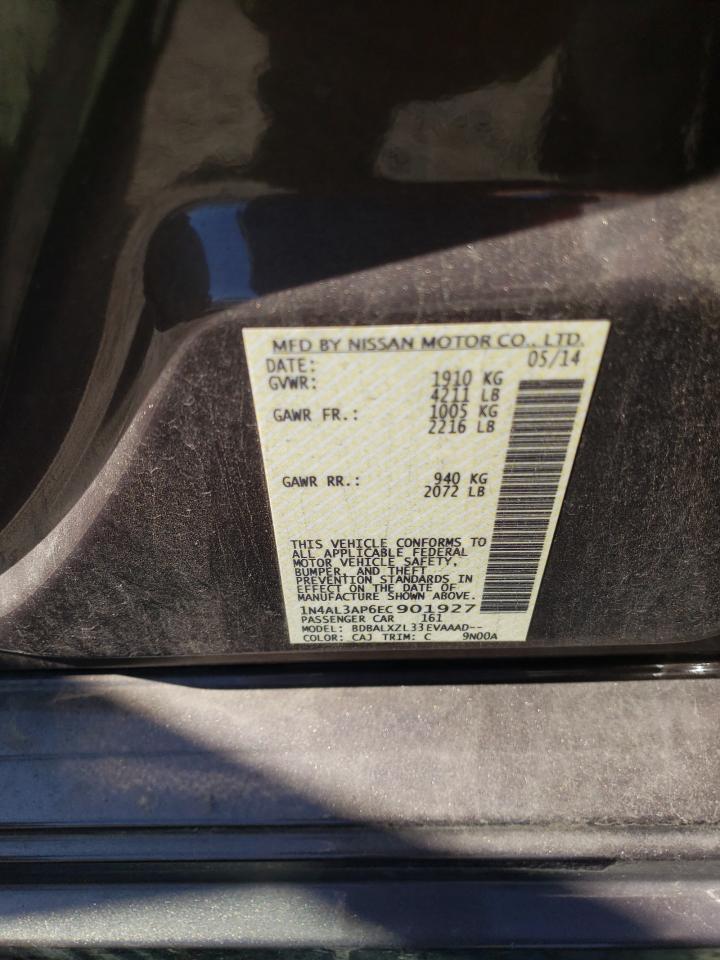 MFD BY NISSAN MOTOR CO., LTD.
DATE: 05/14
GVWR: 1910 KG
4211 LB
GAWR FR.: 1005 KG
2216 LB
GAWR RR.: 940 KG
2072 LB
THIS VEHICLE CONFORMS TO
ALL APPLICABLE FEDERAL
MOTOR VEHICLE SAFETY,
BUMPER, AND THEFT
PREVENTION STANDARDS IN
EFFECT ON THE DATE OF
MANUFACTURE SHOWN ABOVE.
1N4AL3AP6EC901927
PASSENGER CAR 161
MODEL: BDBALXZL33EVAAAD--
COLOR: CAJ TRIM: C 9N00A